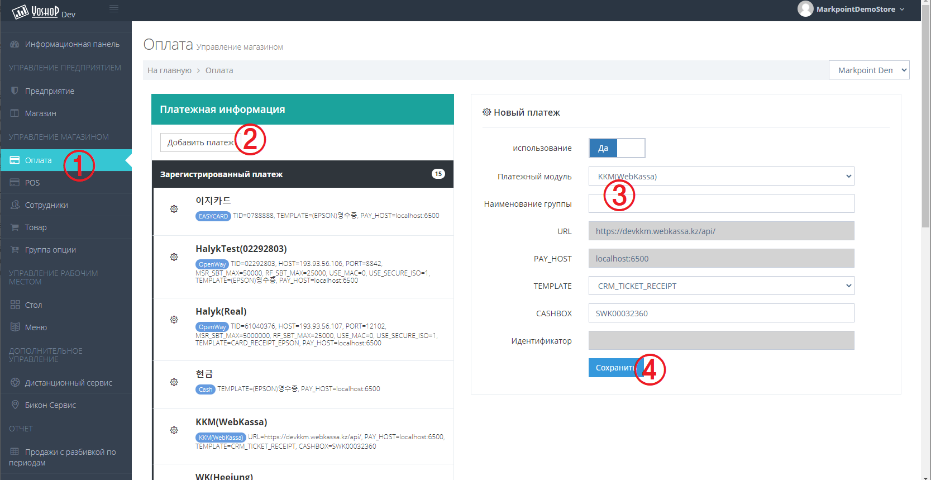 YOSHOP Dev
MarkpointDemoStore
Информационная панель
УПРАВЛЕНИЕ ПРЕДПРИЯТИЕМ
Предприятие
Магазин
УПРАВЛЕНИЕ МАГАЗИНОМ
Оплата
1
POS
Сотрудники
Товар
Группа опции
УПРАВЛЕНИЕ РАБОЧИМ
МЕСТОМ
Стол
Меню
ДОПОЛНИТЕЛЬНОЕ
УПРАВЛЕНИЕ
Дистанционный сервис
Бикон Сервис
ОТЧЕТ
Продажи с разбивкой по
периодам
Оплата Управление магазином
На главную > Оплата
Markpoint Den
Платежная информация
Добавить платеж
2
Зарегистрированный платеж 15
이지카드
EASYCARD TID=0788888, TEMPLATE=(EPSON)영수증, PAY_HOST=localhost:6500
HalykTest(02292803)
OpenWay TID=02292803, HOST=193.93.56.106, PORT=8842,
MSR_SBT_MAX=50000, RF_SBT_MAX=25000, USE_MAC=0, USE_SECURE_ISO=1,
TEMPLATE=(EPSON)영수증, PAY_HOST=localhost:6500
Halyk(Real)
OpenWay TID=61040376, HOST=193.93.56.107, PORT=12102,
MSR_SBT_MAX=5000000, RF_SBT_MAX=25000, USE_MAC=0, USE_SECURE_ISO=1,
TEMPLATE=CARD_RECEIPT_EPSON, PAY_HOST=localhost:6500
현금
Cash TEMPLATE=(EPSON)영수증, PAY_HOST=localhost:6500
KKM(WebKassa)
KKM(WebKassa) URL=https://devkkm.webkassa.kz/api/, PAY_HOST=localhost:6500,
TEMPLATE=CRM_TICKET_RECEIPT, CASHBOX=SWK00032360
WK(Heejung)
Новый платеж
использование Да
Платежный модуль KKM(WebKassa)
3
Наименование группы
URL https://devkkm.webkassa.kz/api/
PAY_HOST localhost:6500
TEMPLATE CRM_TICKET_RECEIPT
CASHBOX SWK00032360
Идентификатор
Сохранить
4